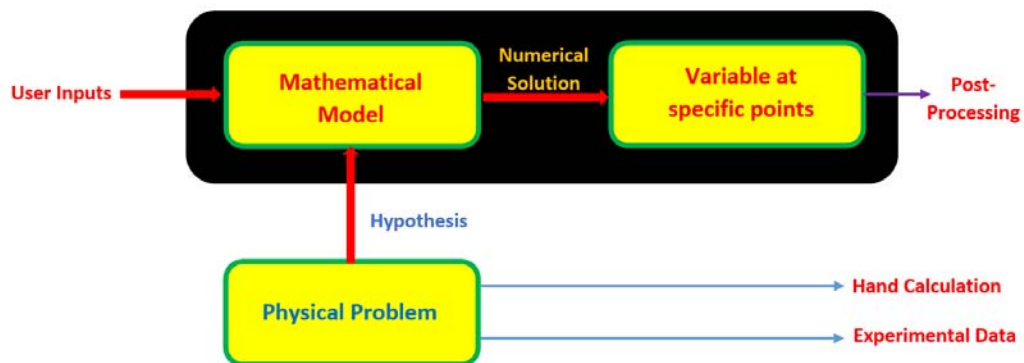 User Inputs
Mathematical
Model
Numerical
Solution
Variable at
specific points
Post-
Processing
Hypothesis
Physical Problem
Hand Calculation
Experimental Data